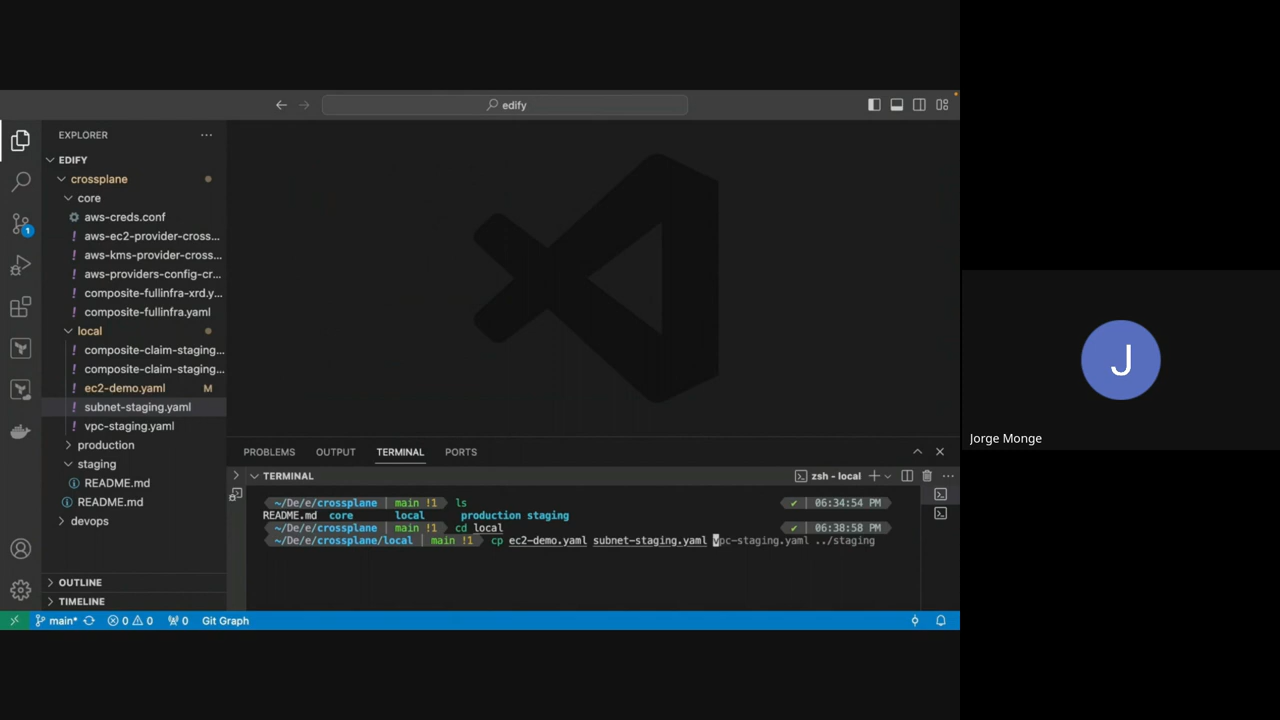 edify
EXPLORER
EDIFY
crossplane
core
aws-creds.conf
! aws-ec2-provider-cross...
! aws-kms-provider-cross...
! aws-providers-config-cr...
! composite-fullinfra-xrd.y...
! composite-fullinfra.yaml
local
! composite-claim-staging...
! composite-claim-staging...
! ec2-demo.yaml M
! subnet-staging.yaml
! vpc-staging.yaml
production
staging
README.md
README.md
devops
OUTLINE
TIMELINE
1
PROBLEMS OUTPUT TERMINAL PORTS
TERMINAL zsh - local
~/De/e/crossplane | main !1 ls ✔ | 06:34:54 PM
README.md core local production staging
~/De/e/crossplane | main !1 cd local ✔ | 06:38:58 PM
~/De/e/crossplane/local | main !1 cp ec2-demo.yaml subnet-staging.yaml vpc-staging.yaml ../staging
main* 0 0 0 Git Graph
J
Jorge Monge